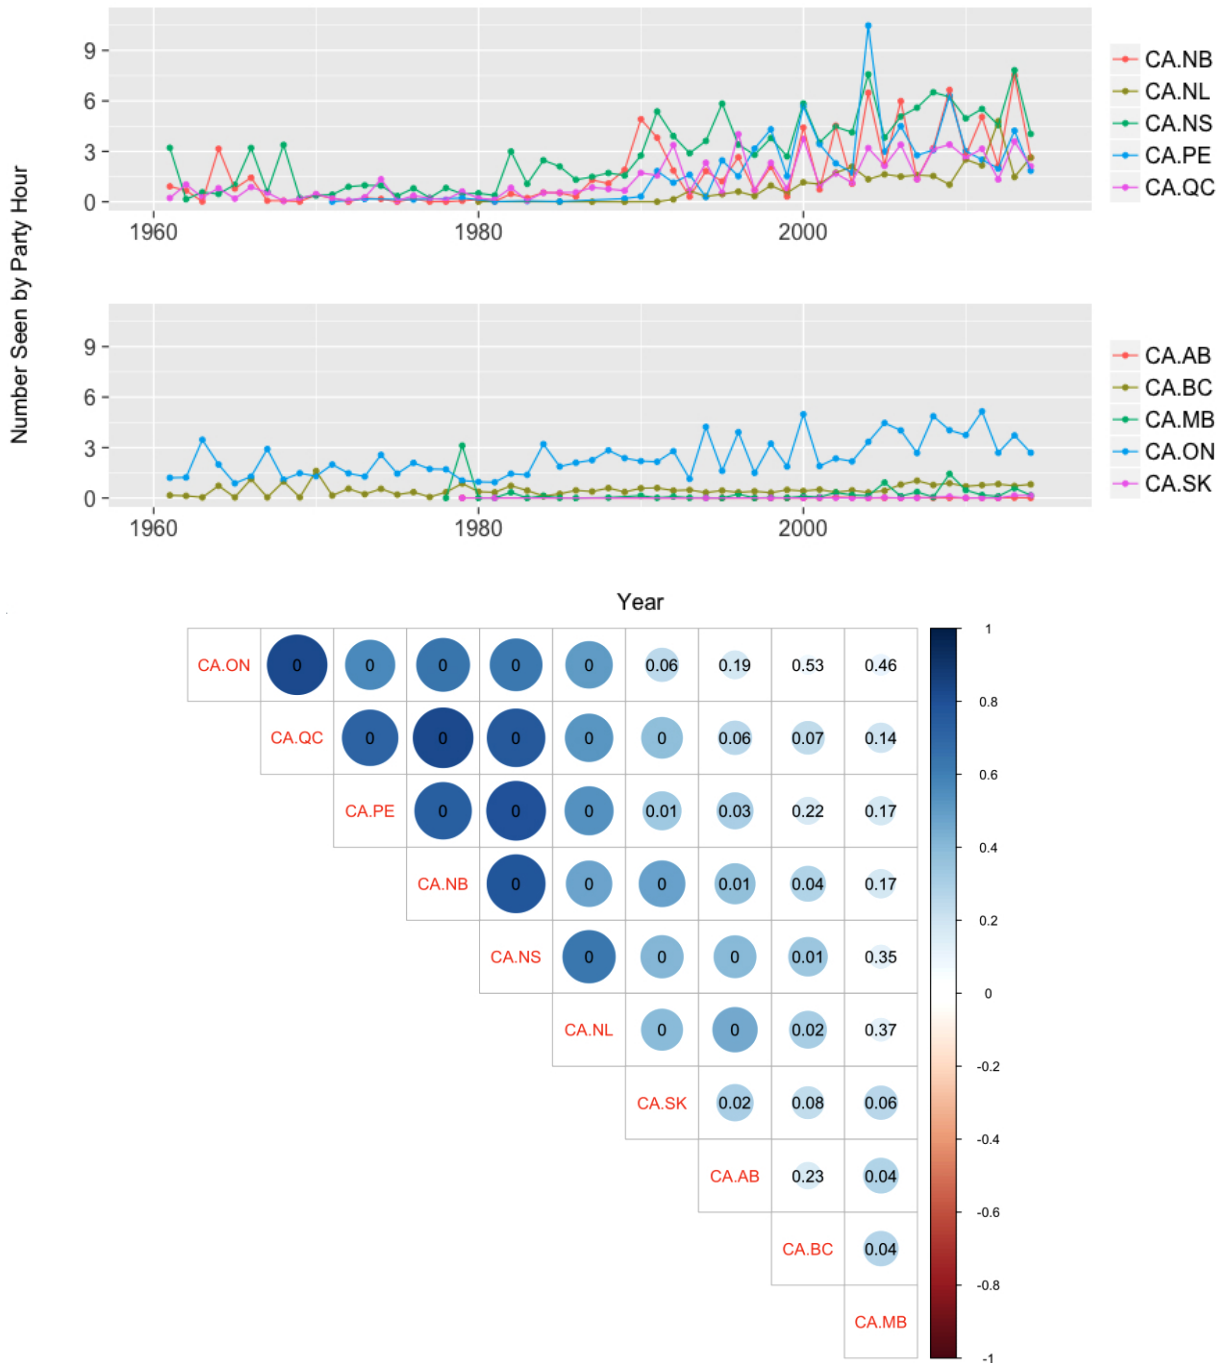 Number Seen by Party Hour
9
6
3
0
1960 1980 2000
CA.NB
CA.NL
CA.NS
CA.PE
CA.QC
9
6
3
0
1960 1980 2000
CA.AB
CA.BC
CA.MB
CA.ON
CA.SK
Year
CA.ON 0 0 0 0 0 0.06 0.19 0.53 0.46
CA.QC 0 0 0 0 0 0.06 0.07 0.14
CA.PE 0 0 0 0.01 0.03 0.22 0.17
CA.NB 0 0 0 0.01 0.04 0.17
CA.NS 0 0 0 0.01 0.35
CA.NL 0 0 0.02 0.37
CA.SK 0.02 0.08 0.06
CA.AB 0.23 0.04
CA.BC 0.04
CA.MB
1
0.8
0.6
0.4
0.2
0
-0.2
-0.4
-0.6
-0.8
-1